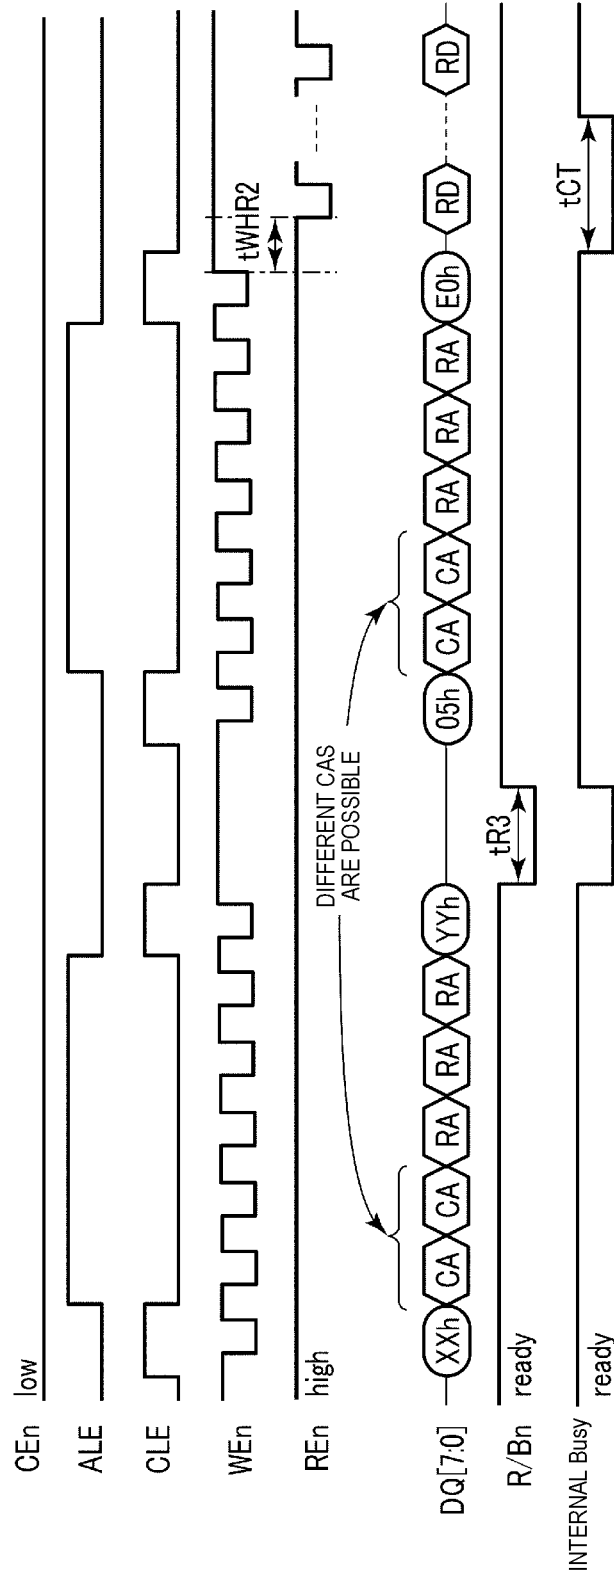 CEn low
ALE
CLE
WEn
tWHR2
REn high
DIFFERENT CAS
ARE POSSIBLE
DQ[7:0] XXh CA CA RA RA RA YYh 05h CA CA RA RA RA E0h RD RD
R/Bn ready tR3
INTERNAL Busy ready tCT